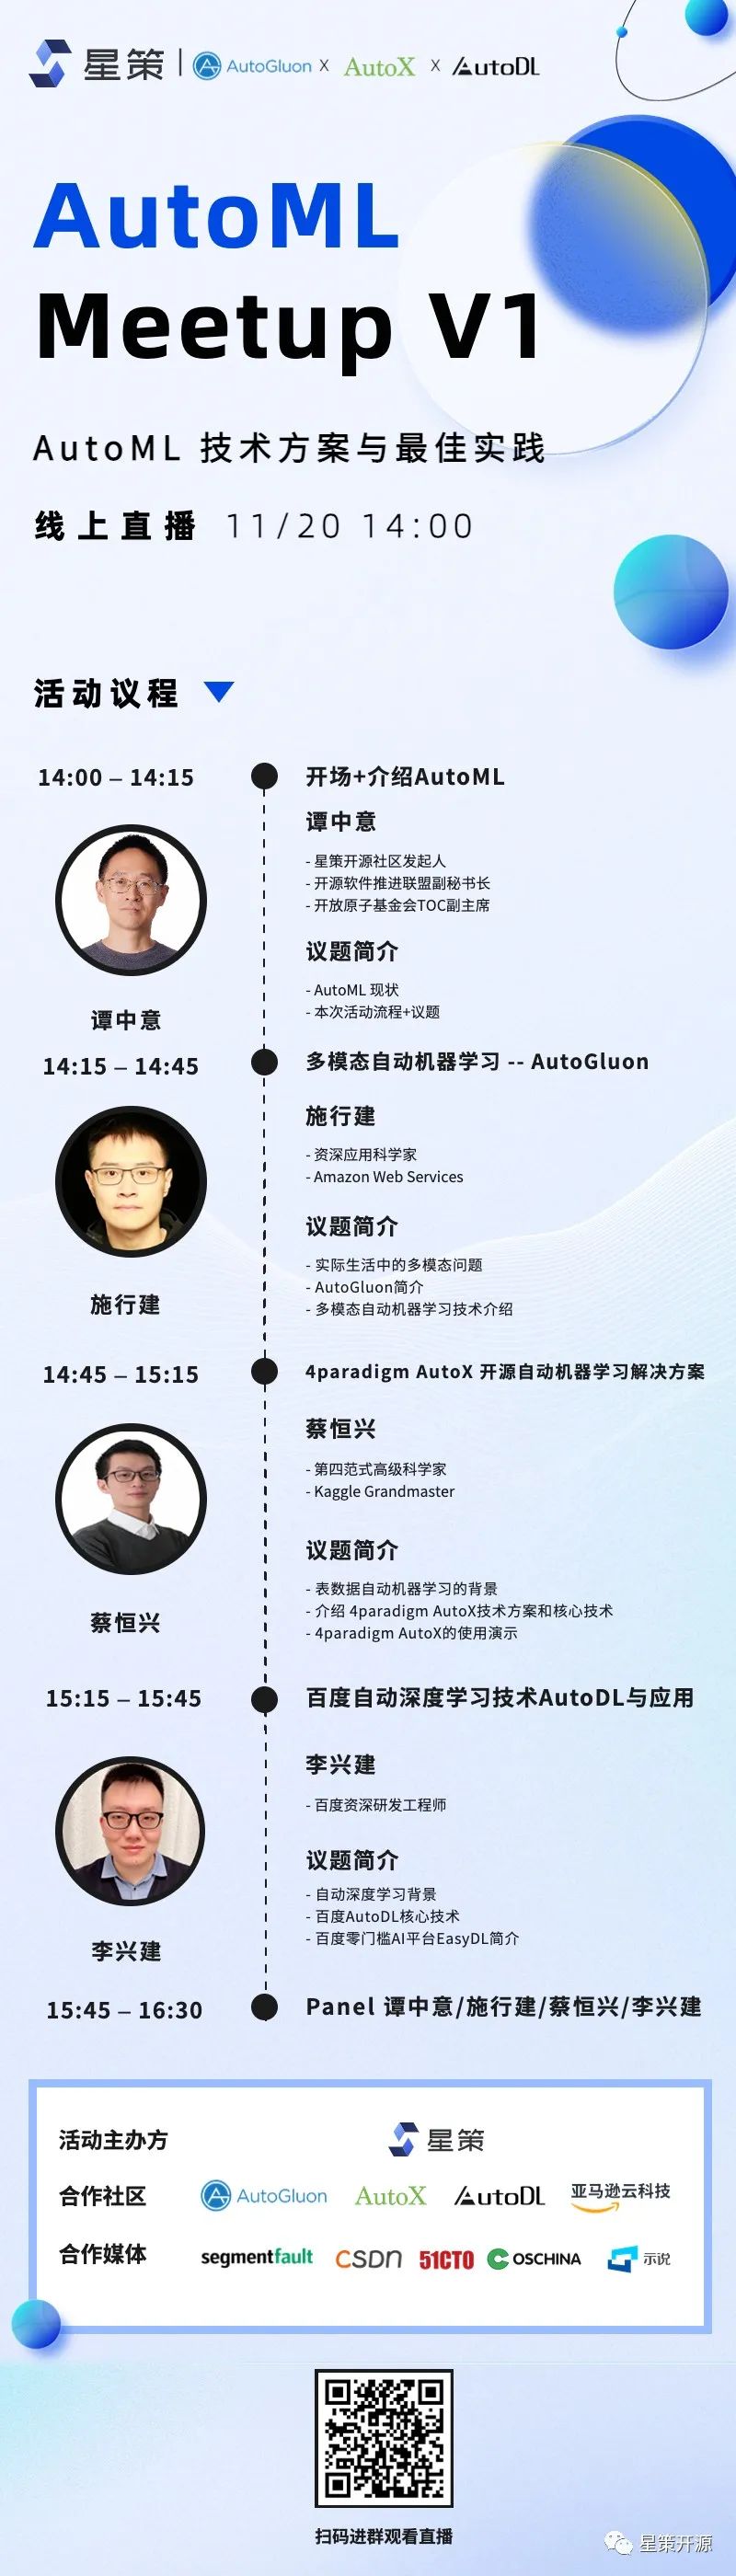 星策 | AutoGluon X AutoX X AutoDL
AutoML
Meetup V1
AutoML 技术方案与最佳实践
线上直播 11/20 14:00
活动议程
14:00 – 14:15
开场+介绍AutoML
谭中意
- 星策开源社区发起人
- 开源软件推进联盟副秘书长
- 开放原子基金会TOC副主席
议题简介
- AutoML 现状
- 本次活动流程+议题
谭中意
14:15 – 14:45
多模态自动机器学习 -- AutoGluon
施行建
- 资深应用科学家
- Amazon Web Services
议题简介
- 实际生活中的多模态问题
- AutoGluon简介
- 多模态自动机器学习技术介绍
施行建
14:45 – 15:15
4paradigm AutoX 开源自动机器学习解决方案
蔡恒兴
- 第四范式高级科学家
- Kaggle Grandmaster
议题简介
- 表数据自动机器学习的背景
- 介绍 4paradigm AutoX技术方案和核心技术
- 4paradigm AutoX的使用演示
蔡恒兴
15:15 – 15:45
百度自动深度学习技术AutoDL与应用
李兴建
- 百度资深研发工程师
议题简介
- 自动深度学习背景
- 百度AutoDL核心技术
- 百度零门槛AI平台EasyDL简介
李兴建
15:45 – 16:30
Panel 谭中意/施行建/蔡恒兴/李兴建
活动主办方 星策
合作社区 AutoGluon AutoX AutoDL 亚马逊云科技
合作媒体 segmentfault CSDN 51CTO OSCHINA 示说
扫码进群观看直播
星策开源